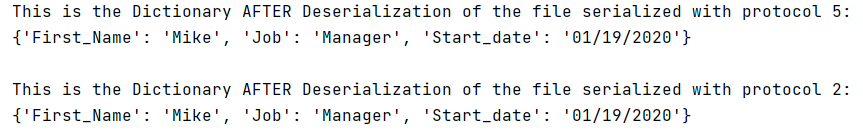 This is the Dictionary AFTER Deserialization of the file serialized with protocol 5:
{'First_Name': 'Mike', 'Job': 'Manager', 'Start_date': '01/19/2020'}
This is the Dictionary AFTER Deserialization of the file serialized with protocol 2:
{'First_Name': 'Mike', 'Job': 'Manager', 'Start_date': '01/19/2020'}